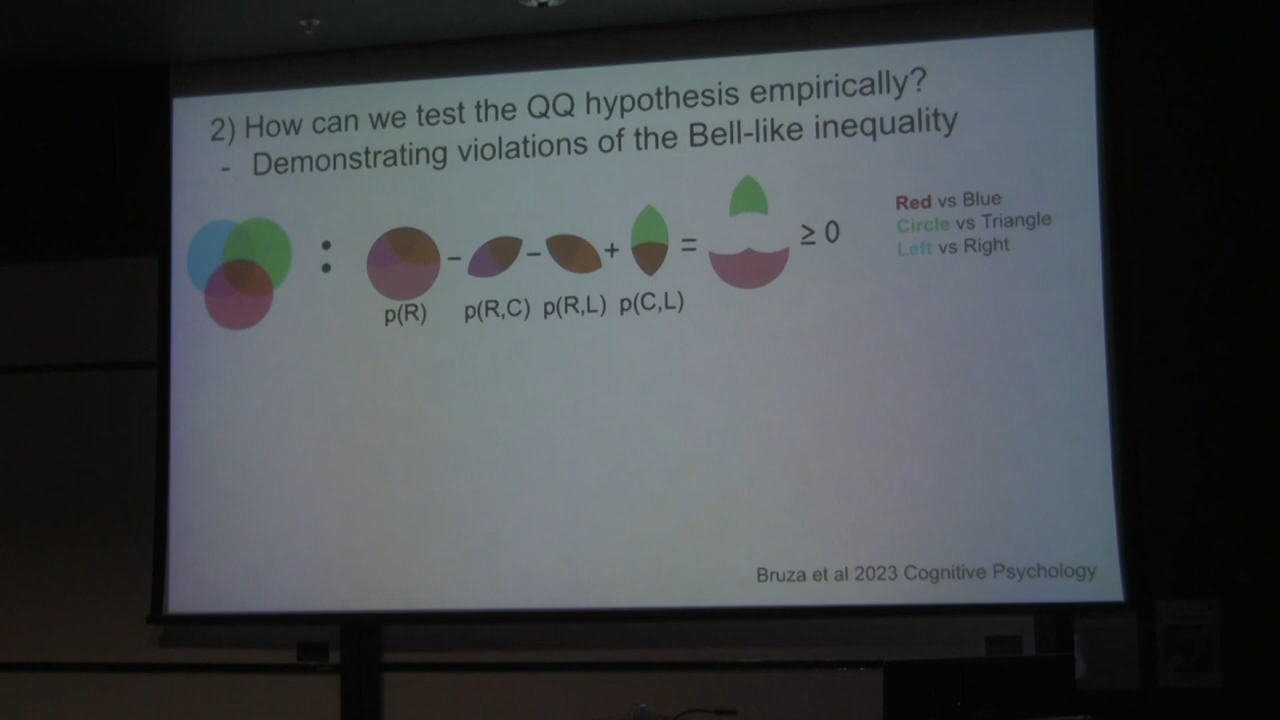 2) How can we test the QQ hypothesis empirically?
- Demonstrating violations of the Bell-like inequality
: - - + = ≥ 0
p(R) p(R,C) p(R,L) p(C,L)
Red vs Blue
Circle vs Triangle
Left vs Right
Bruza et al 2023 Cognitive Psychology